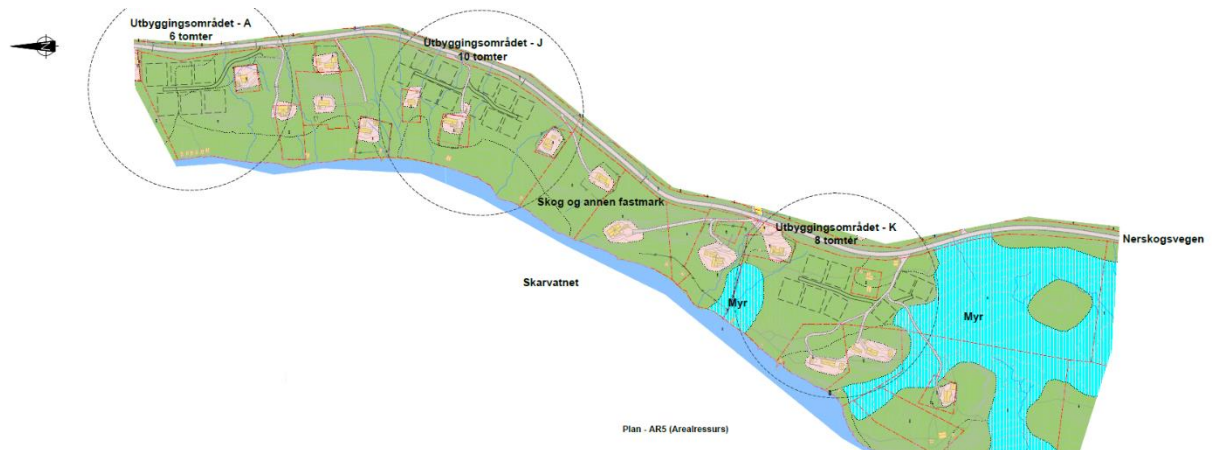 Utbyggingsområdet - A
6 tomter
Utbyggingsområdet - J
10 tomter
Skog og annen fastmark
Utbyggingsområdet - K
8 tomter
Nerskogsvegen
Skarvatnet
Myr
Myr
Plan - AR5 (Arealressurs)